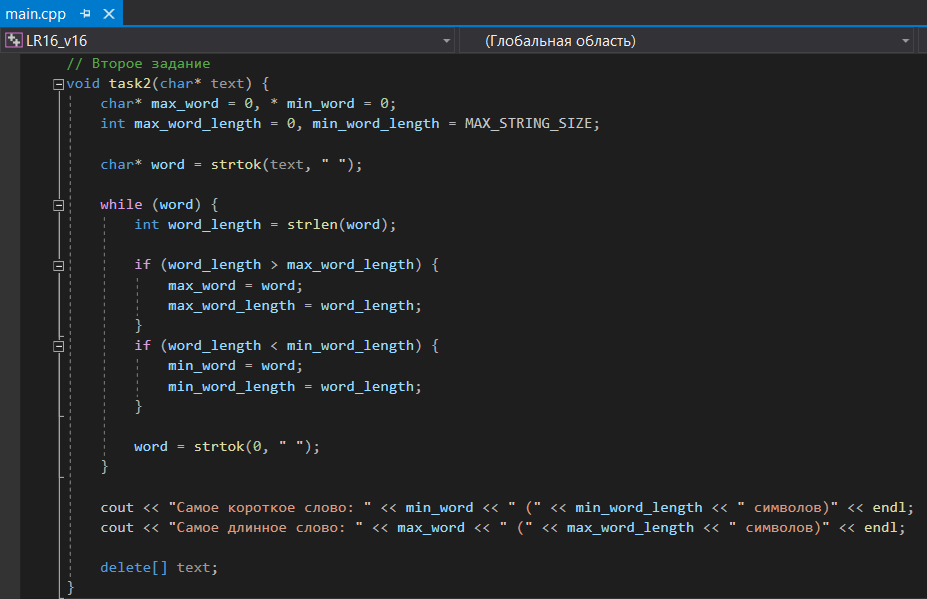 main.cpp
LR16_v16 (Глобальная область)
// Второе задание
void task2(char* text) {
char* max_word = 0, * min_word = 0;
int max_word_length = 0, min_word_length = MAX_STRING_SIZE;
char* word = strtok(text, " ");
while (word) {
int word_length = strlen(word);
if (word_length > max_word_length) {
max_word = word;
max_word_length = word_length;
}
if (word_length < min_word_length) {
min_word = word;
min_word_length = word_length;
}
word = strtok(0, " ");
}
cout << "Самое короткое слово: " << min_word << " (" << min_word_length << " символов)" << endl;
cout << "Самое длинное слово: " << max_word << " (" << max_word_length << " символов)" << endl;
delete[] text;
}